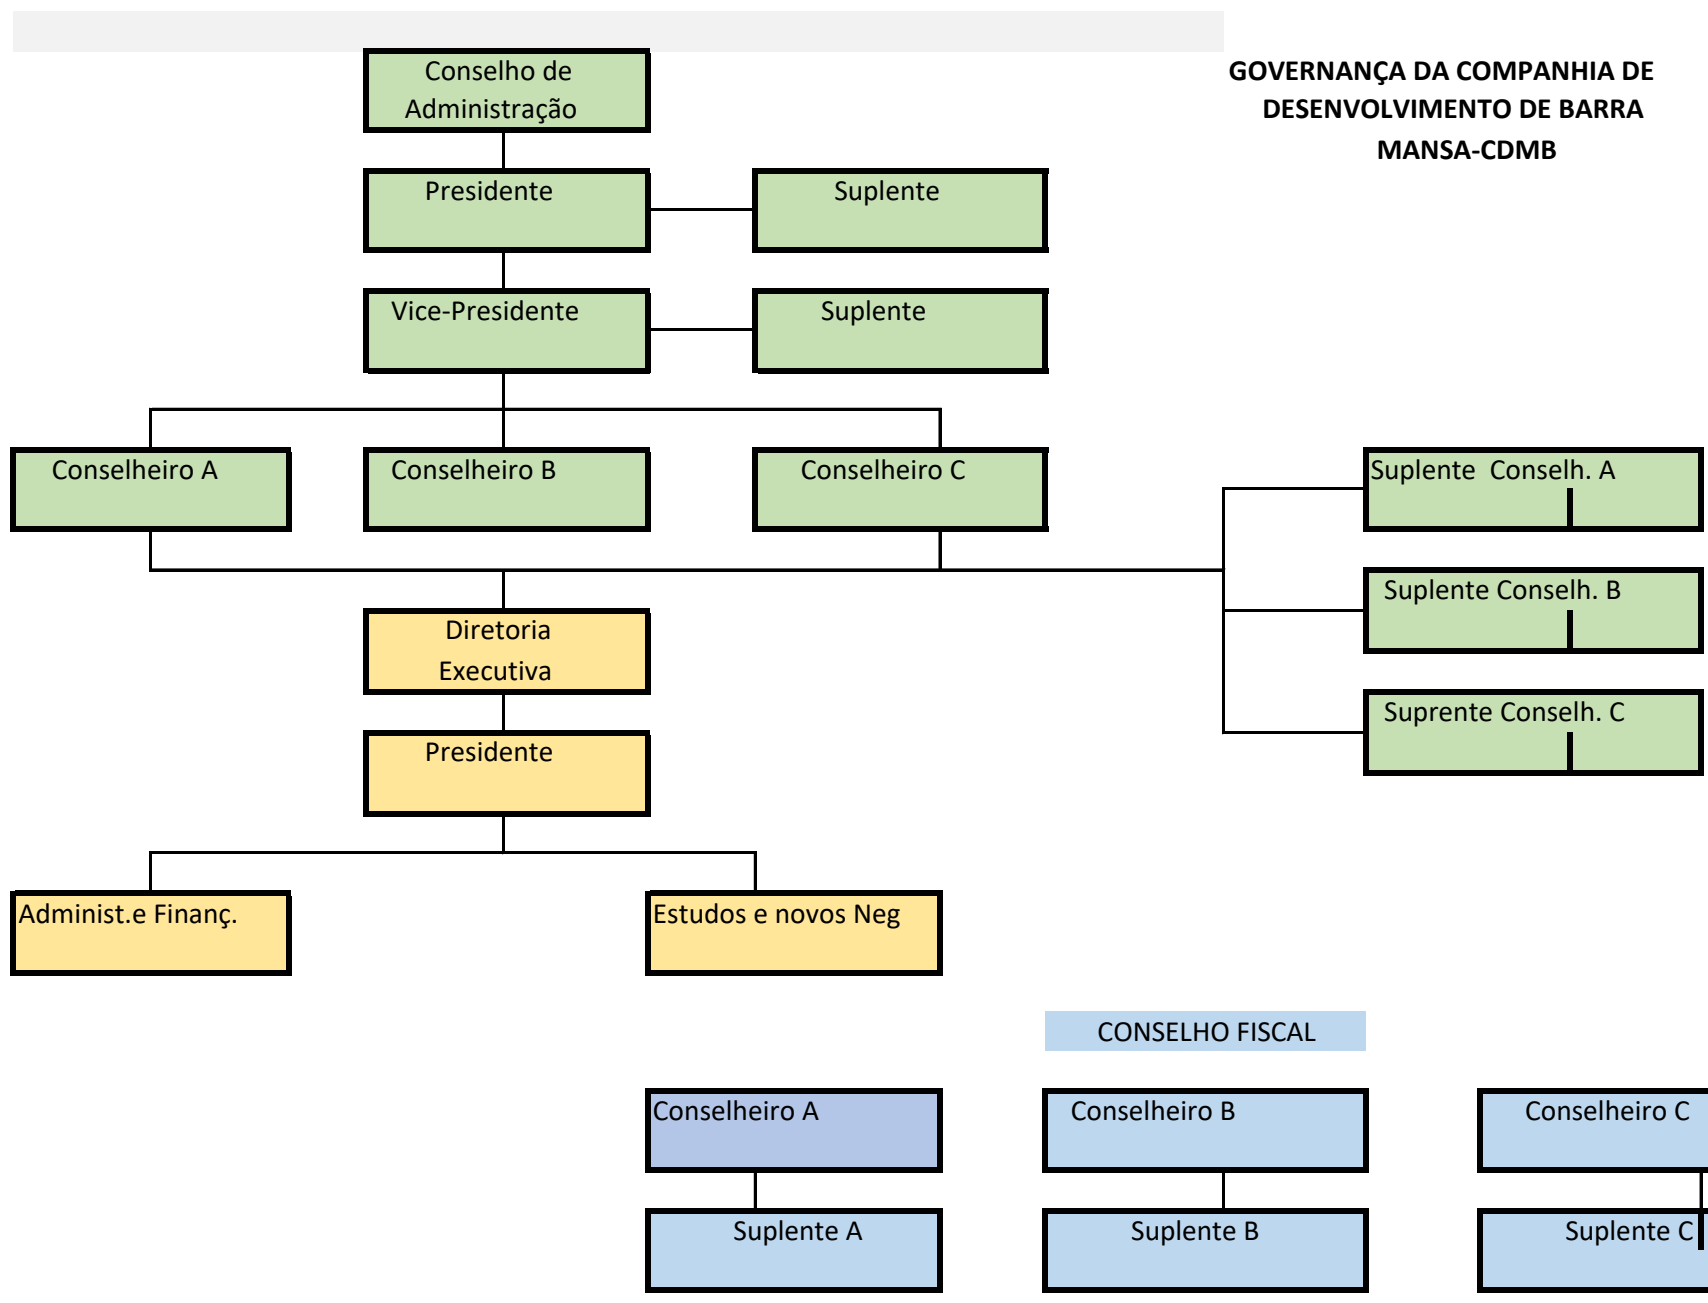 GOVERNANÇA DA COMPANHIA DE
DESENVOLVIMENTO DE BARRA
MANSA-CDMB
Conselho de
Administração
Presidente
Suplente
Vice-Presidente
Suplente
Conselheiro A
Conselheiro B
Conselheiro C
Suplente Conselh. A
Suplente Conselh. B
Suprente Conselh. C
Diretoria
Executiva
Presidente
Administ.e Finanç.
Estudos e novos Neg
CONSELHO FISCAL
Conselheiro A
Conselheiro B
Conselheiro C
Suplente A
Suplente B
Suplente C